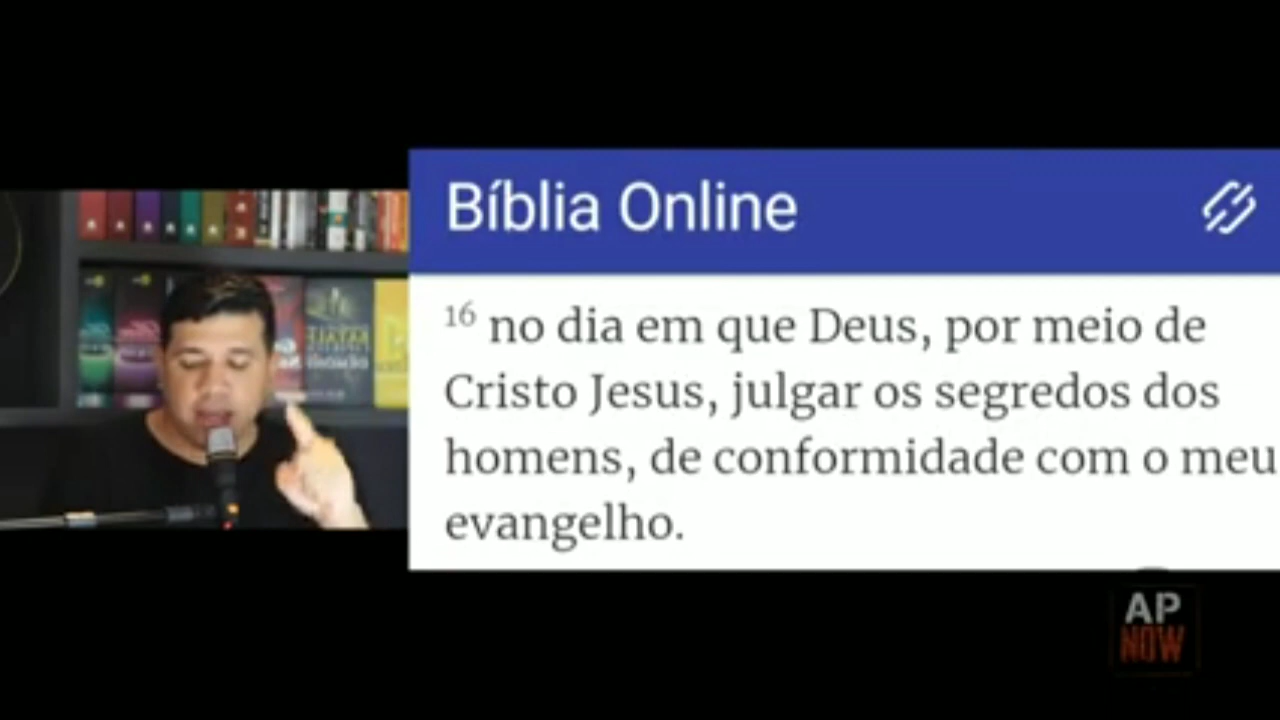 Bíblia Online
16 no dia em que Deus, por meio de
Cristo Jesus, julgar os segredos dos
homens, de conformidade com o meu
evangelho.
AP
NOW